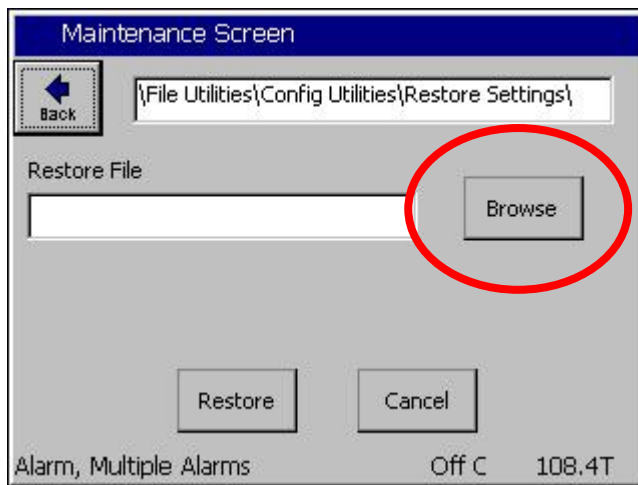 Maintenance Screen
Back
\File Utilities\Config Utilities\Restore Settings\
Restore File
Browse
Restore
Cancel
Alarm, Multiple Alarms Off C 108.4T